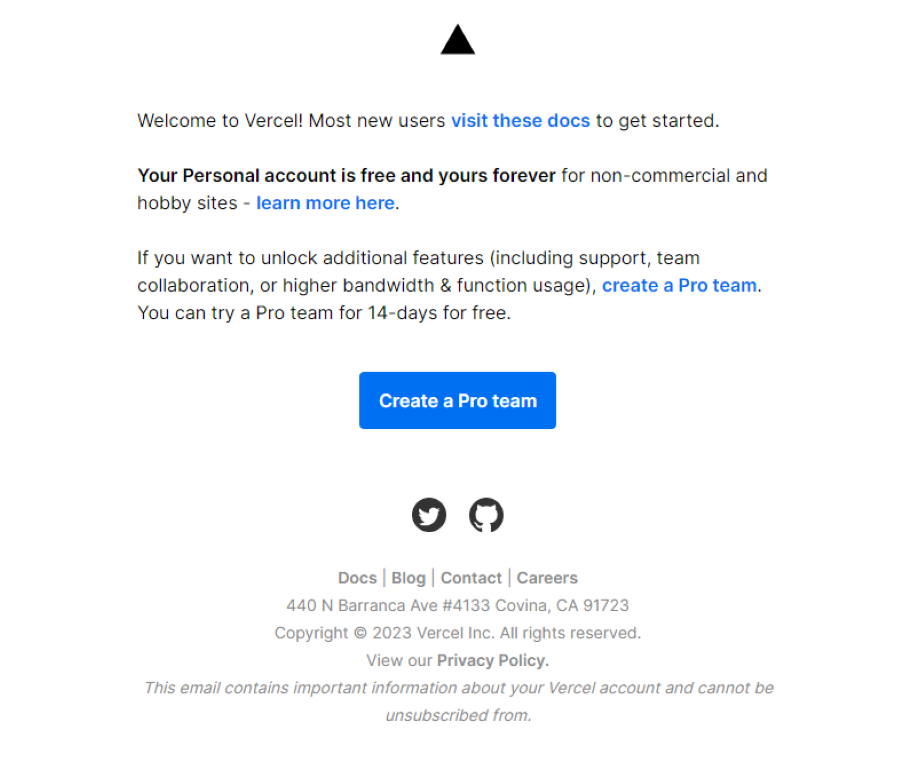 Welcome to Vercel! Most new users visit these docs to get started.
Your Personal account is free and yours forever for non-commercial and
hobby sites - learn more here.
If you want to unlock additional features (including support, team
collaboration, or higher bandwidth & function usage), create a Pro team.
You can try a Pro team for 14-days for free.
Create a Pro team
Docs | Blog | Contact | Careers
440 N Barranca Ave #4133 Covina, CA 91723
Copyright © 2023 Vercel Inc. All rights reserved.
View our Privacy Policy.
This email contains important information about your Vercel account and cannot be
unsubscribed from.